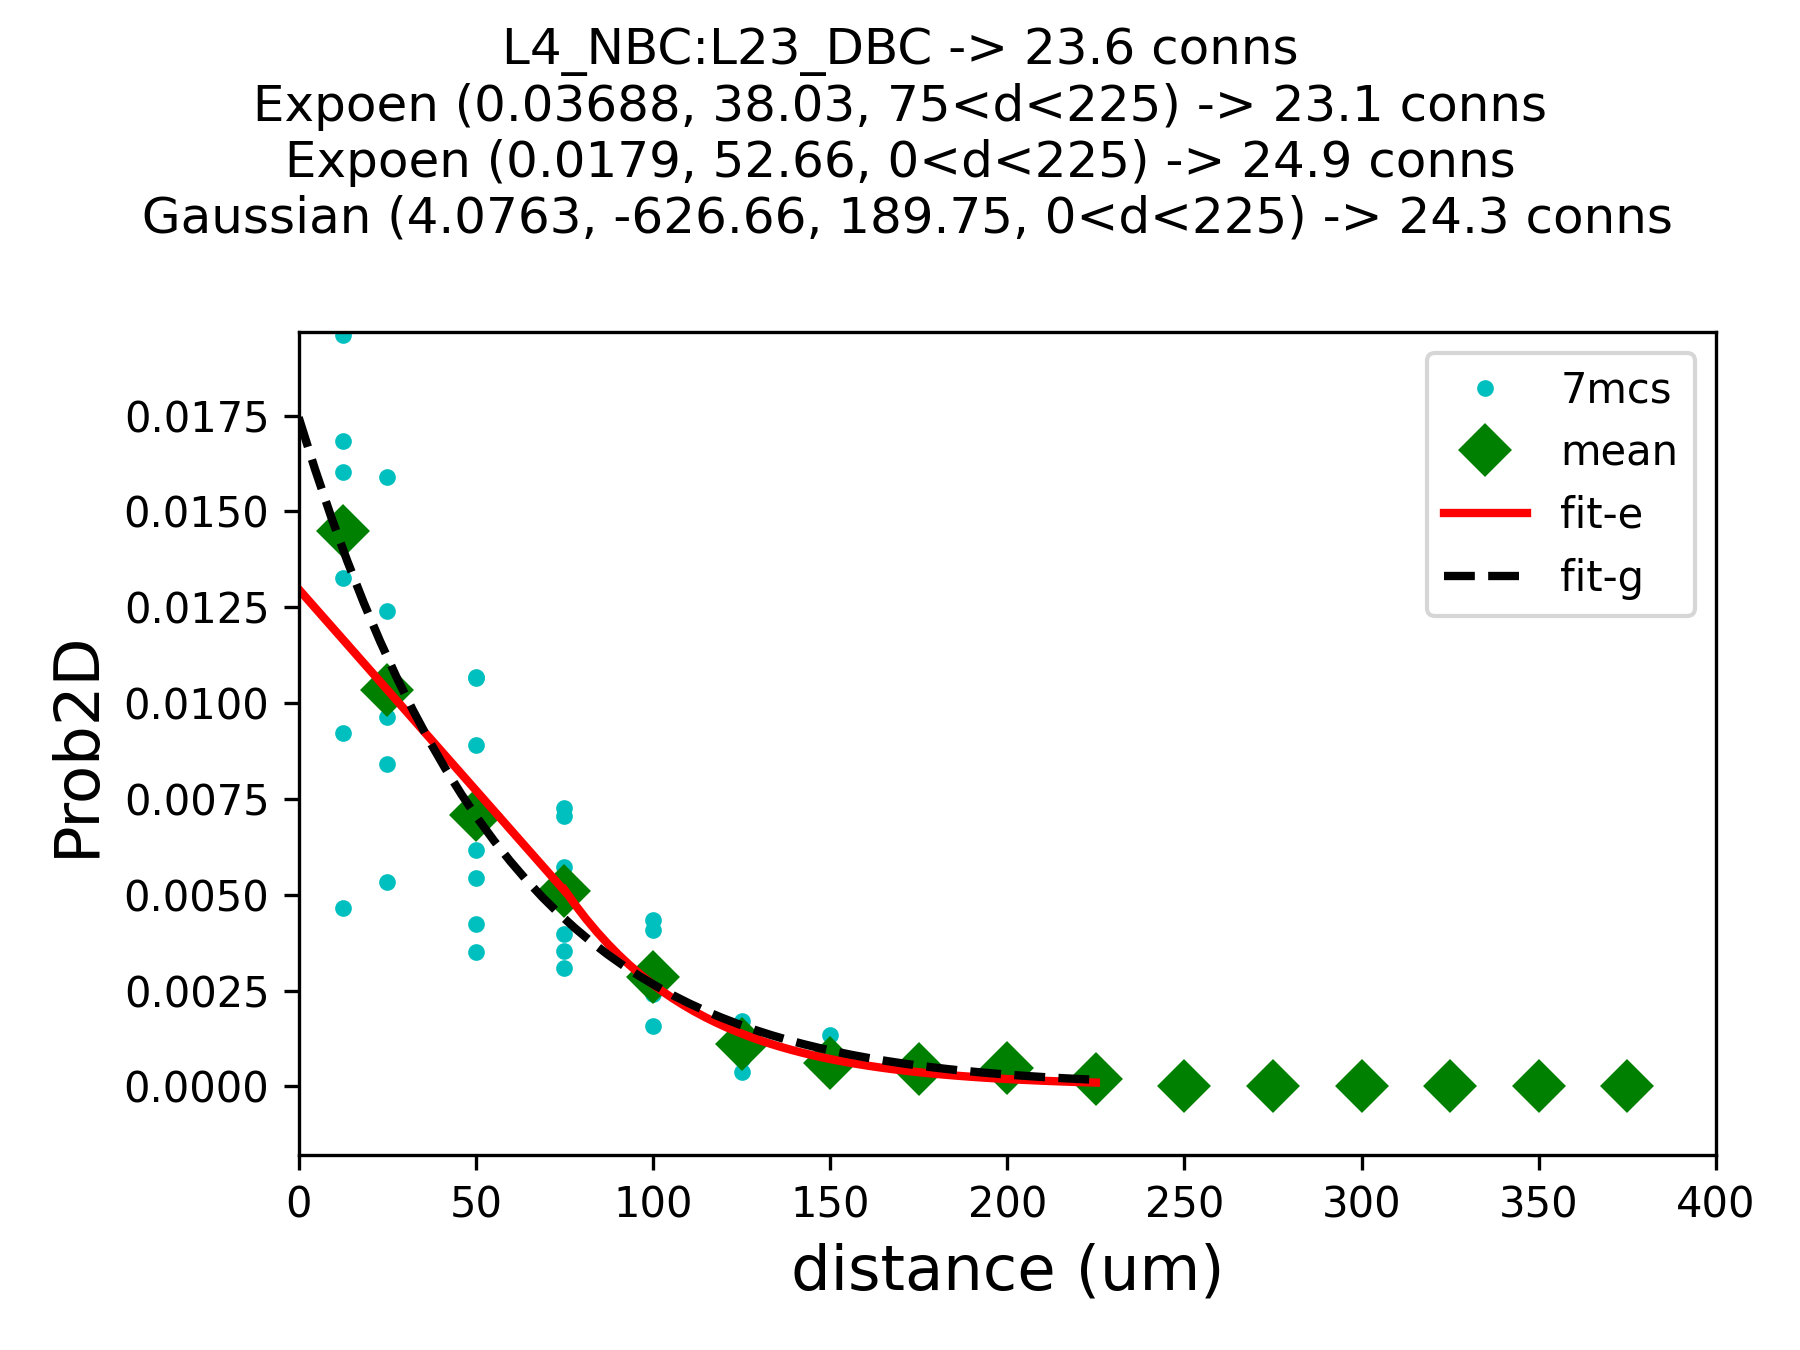 L4_NBC:L23_DBC -> 23.6 conns
Expoen (0.03688, 38.03, 75<d<225) -> 23.1 conns
Expoen (0.0179, 52.66, 0<d<225) -> 24.9 conns
Gaussian (4.0763, -626.66, 189.75, 0<d<225) -> 24.3 conns
7mcs
mean
fit-e
fit-g
Prob2D
0.0175
0.0150
0.0125
0.0100
0.0075
0.0050
0.0025
0.0000
0 50 100 150 200 250 300 350 400
distance (um)